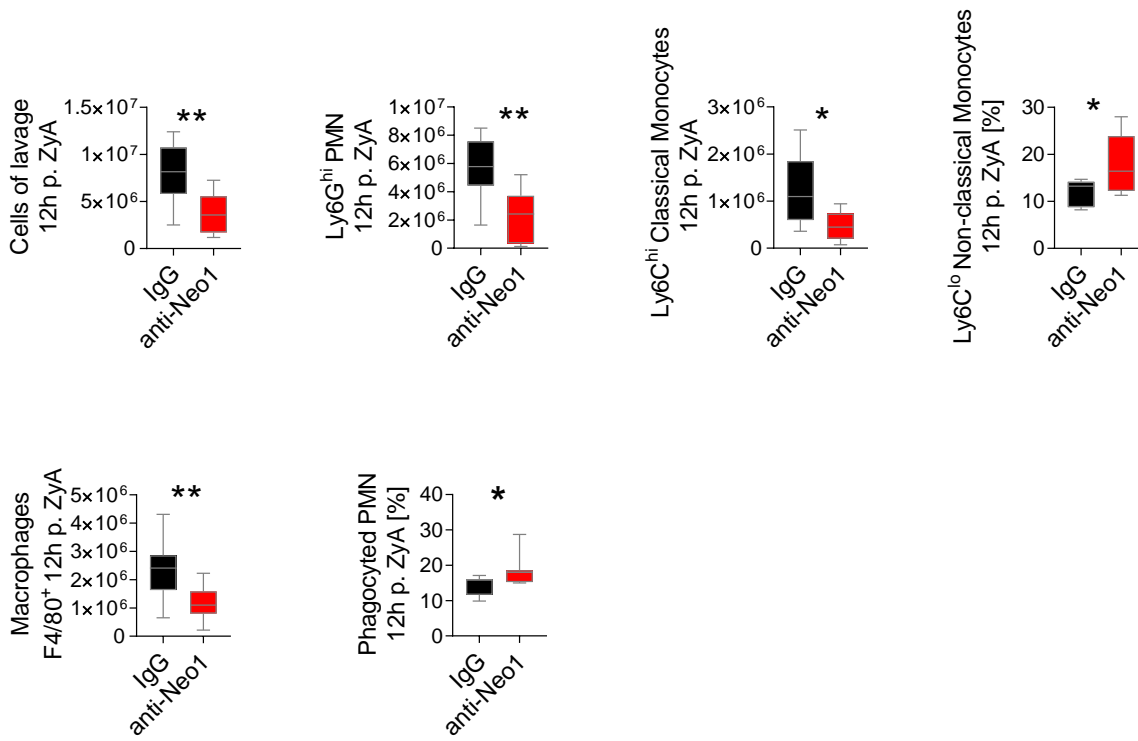 Cells of lavage
12h p. ZyA
1.5×10⁷
1×10⁷
5×10⁶
0
**
IgG
anti-Neo1
Ly6Gʰⁱ PMN
12h p. ZyA
1×10⁷
8×10⁶
6×10⁶
4×10⁶
2×10⁶
0
**
IgG
anti-Neo1
Ly6Cʰⁱ Classical Monocytes
12h p. ZyA
3×10⁶
2×10⁶
1×10⁶
0
*
IgG
anti-Neo1
Ly6Cˡᵒ Non-classical Monocytes
12h p. ZyA [%]
30
20
10
0
*
IgG
anti-Neo1
Macrophages
F4/80⁺ 12h p. ZyA
5×10⁶
4×10⁶
3×10⁶
2×10⁶
1×10⁶
0
**
IgG
anti-Neo1
Phagocyted PMN
12h p. ZyA [%]
40
30
20
10
0
*
IgG
anti-Neo1